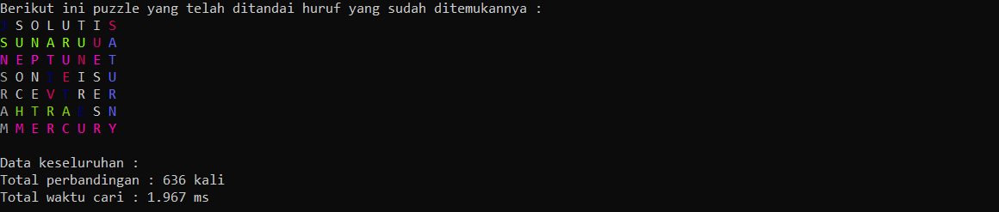 Berikut ini puzzle yang telah ditandai huruf yang sudah ditemukannya :
J S O L U T I S
S U N A R U U A
N E P T U N E T
S O N I E I S U
R C E V T R E R
A H T R A E S N
M M E R C U R Y
Data keseluruhan :
Total perbandingan : 636 kali
Total waktu cari : 1.967 ms